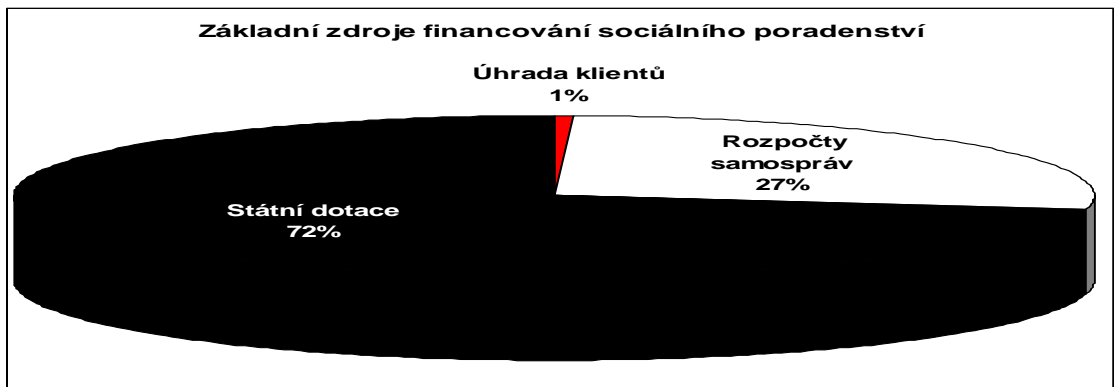 Základní zdroje financování sociálního poradenství
Úhrada klientů
1%
Rozpočty
samospráv
27%
Státní dotace
72%